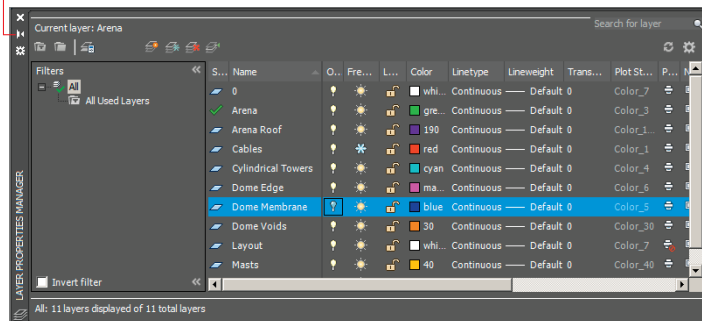 Current layer: Arena
Search for layer
Filters
All
All Used Layers
S... Name O.. Fre... L... Color Linetype Lineweight Trans... Plot St... P... N
0 whi... Continuous Default 0 Color_7
Arena gre... Continuous Default 0 Color_3
Arena Roof 190 Continuous Default 0 Color_1...
Cables red Continuous Default 0 Color_1
Cylindrical Towers cyan Continuous Default 0 Color_4
Dome Edge ma... Continuous Default 0 Color_6
Dome Membrane blue Continuous Default 0 Color_5
Dome Voids 30 Continuous Default 0 Color_30
Layout whi... Continuous Default 0 Color_7
Masts 40 Continuous Default 0 Color_40
Invert filter
All: 11 layers displayed of 11 total layers
LAYER PROPERTIES MANAGER